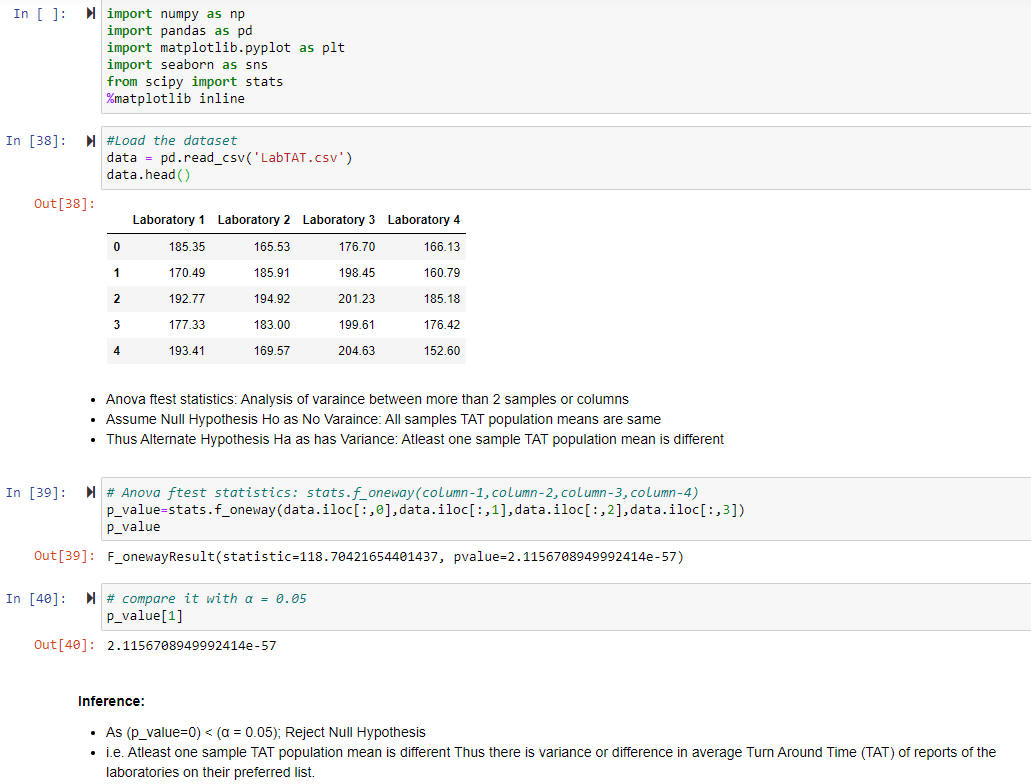 In [ ]: import numpy as np
import pandas as pd
import matplotlib.pyplot as plt
import seaborn as sns
from scipy import stats
%matplotlib inline
In [38]: #Load the dataset
data = pd.read_csv('LabTAT.csv')
data.head()
Out[38]:
Laboratory 1 Laboratory 2 Laboratory 3 Laboratory 4
0 185.35 165.53 176.70 166.13
1 170.49 185.91 198.45 160.79
2 192.77 194.92 201.23 185.18
3 177.33 183.00 199.61 176.42
4 193.41 169.57 204.63 152.60
• Anova ftest statistics: Analysis of varaince between more than 2 samples or columns
• Assume Null Hypothesis Ho as No Varaince: All samples TAT population means are same
• Thus Alternate Hypothesis Ha as has Variance: Atleast one sample TAT population mean is different
In [39]: # Anova ftest statistics: stats.f_oneway(column-1,column-2,column-3,column-4)
p_value=stats.f_oneway(data.iloc[:,0],data.iloc[:,1],data.iloc[:,2],data.iloc[:,3])
p_value
Out[39]: F_onewayResult(statistic=118.70421654401437, pvalue=2.1156708949992414e-57)
In [40]: # compare it with α = 0.05
p_value[1]
Out[40]: 2.1156708949992414e-57
Inference:
• As (p_value=0) < (α = 0.05); Reject Null Hypothesis
• i.e. Atleast one sample TAT population mean is different Thus there is variance or difference in average Turn Around Time (TAT) of reports of the
laboratories on their preferred list.